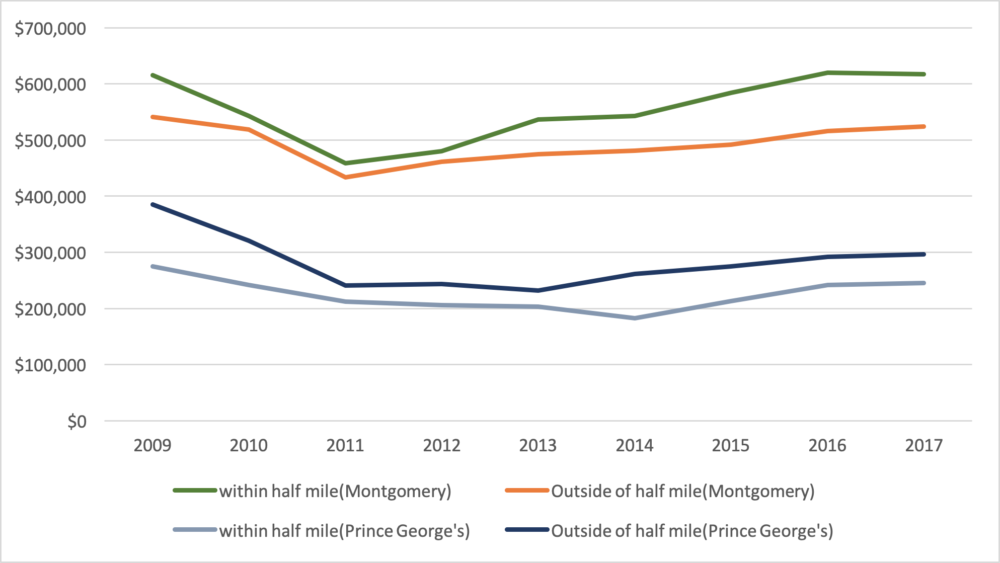 $700,000
$600,000
$500,000
$400,000
$300,000
$200,000
$100,000
$0
2009 2010 2011 2012 2013 2014 2015 2016 2017
within half mile(Montgomery) Outside of half mile(Montgomery)
within half mile(Prince George's) Outside of half mile(Prince George's)